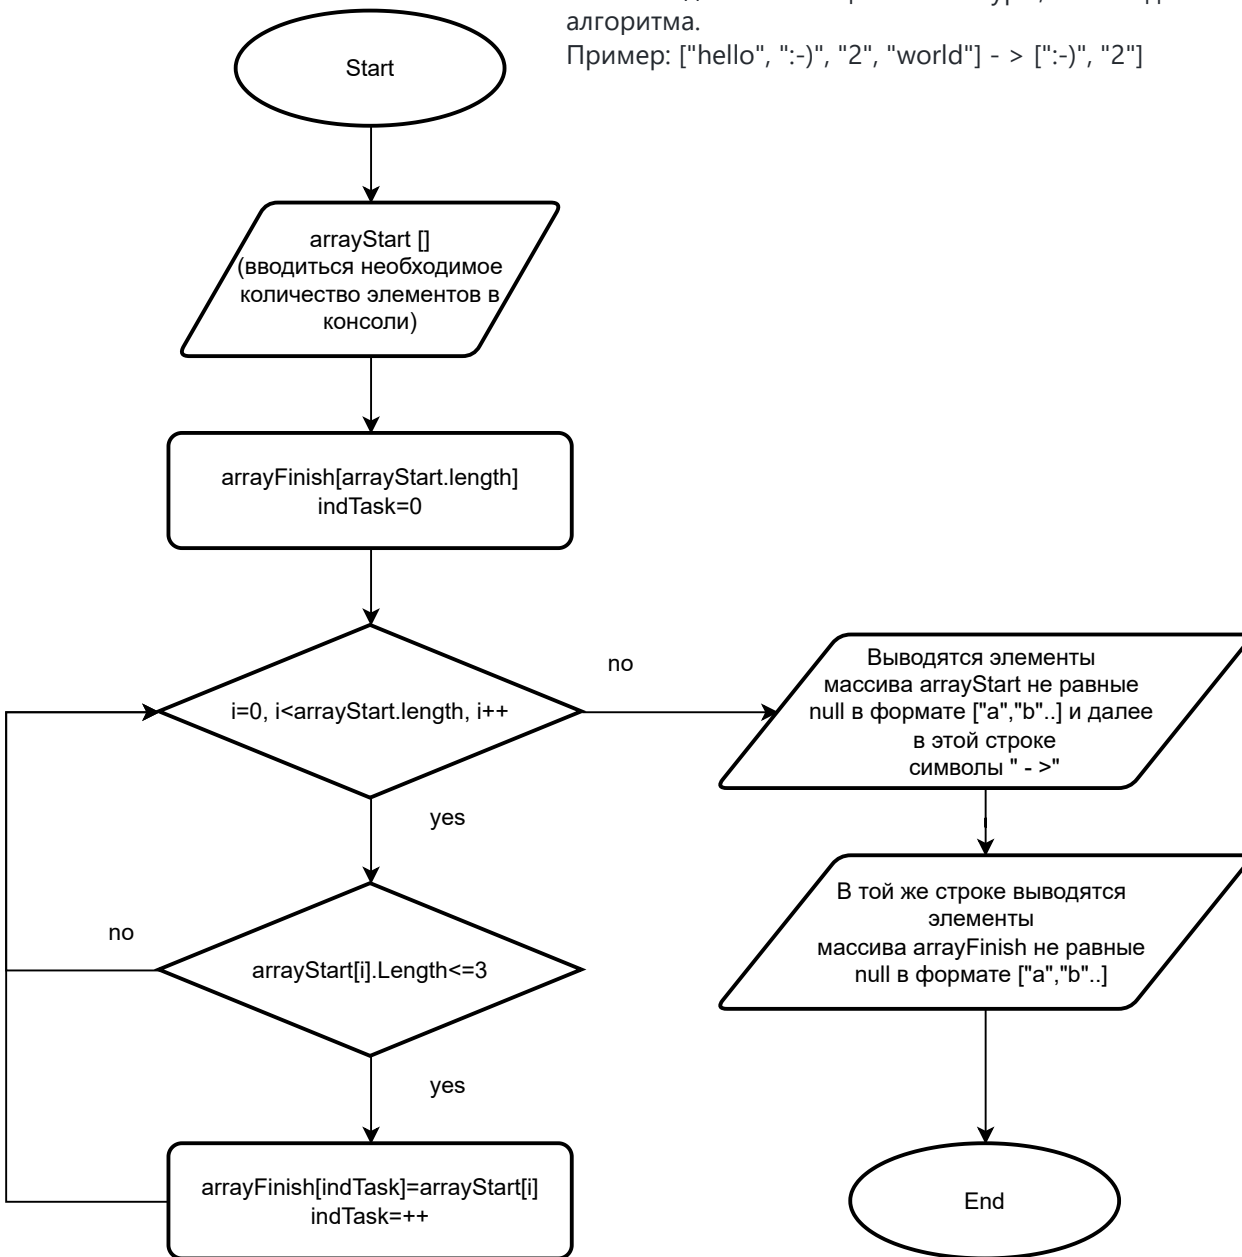 алгоритма.
Пример: ["hello", ":-)", "2", "world"] - > [":-)", "2"]
Start
arrayStart []
(вводиться необходимое
количество элементов в
консоли)
arrayFinish[arrayStart.length]
indTask=0
i=0, i<arrayStart.length, i++
no
yes
arrayStart[i].Length<=3
no
yes
arrayFinish[indTask]=arrayStart[i]
indTask=++
Выводятся элементы
массива arrayStart не равные
null в формате ["a","b"..] и далее
в этой строке
символы " - >"
В той же строке выводятся
элементы
массива arrayFinish не равные
null в формате ["a","b"..]
End